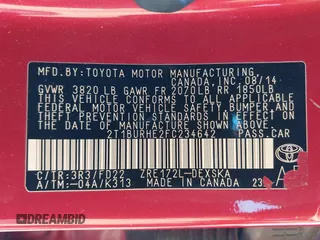 MFD.BY:TOYOTA MOTOR MANUFACTURING
CANADA,INC. 08/14
GVWR 3820 LB GAWR FR 2070LB RR 1850LB
THIS VEHICLE CONFORMS TO ALL APPLICABLE
FEDERAL MOTOR VEHICLE SAFETY, BUMPER AND
THEFT PREVENTION STANDARDS IN EFFECT ON
THE DATE OF MANUFACTURE SHOWN ABOVE.
2T1BURHE2FC234642 PASS.CAR
C/TR:3R3/FD22 ZRE172L-DEXSKA
A/TM:-04A/K313 MADE IN CANADA 23
DREAMBID